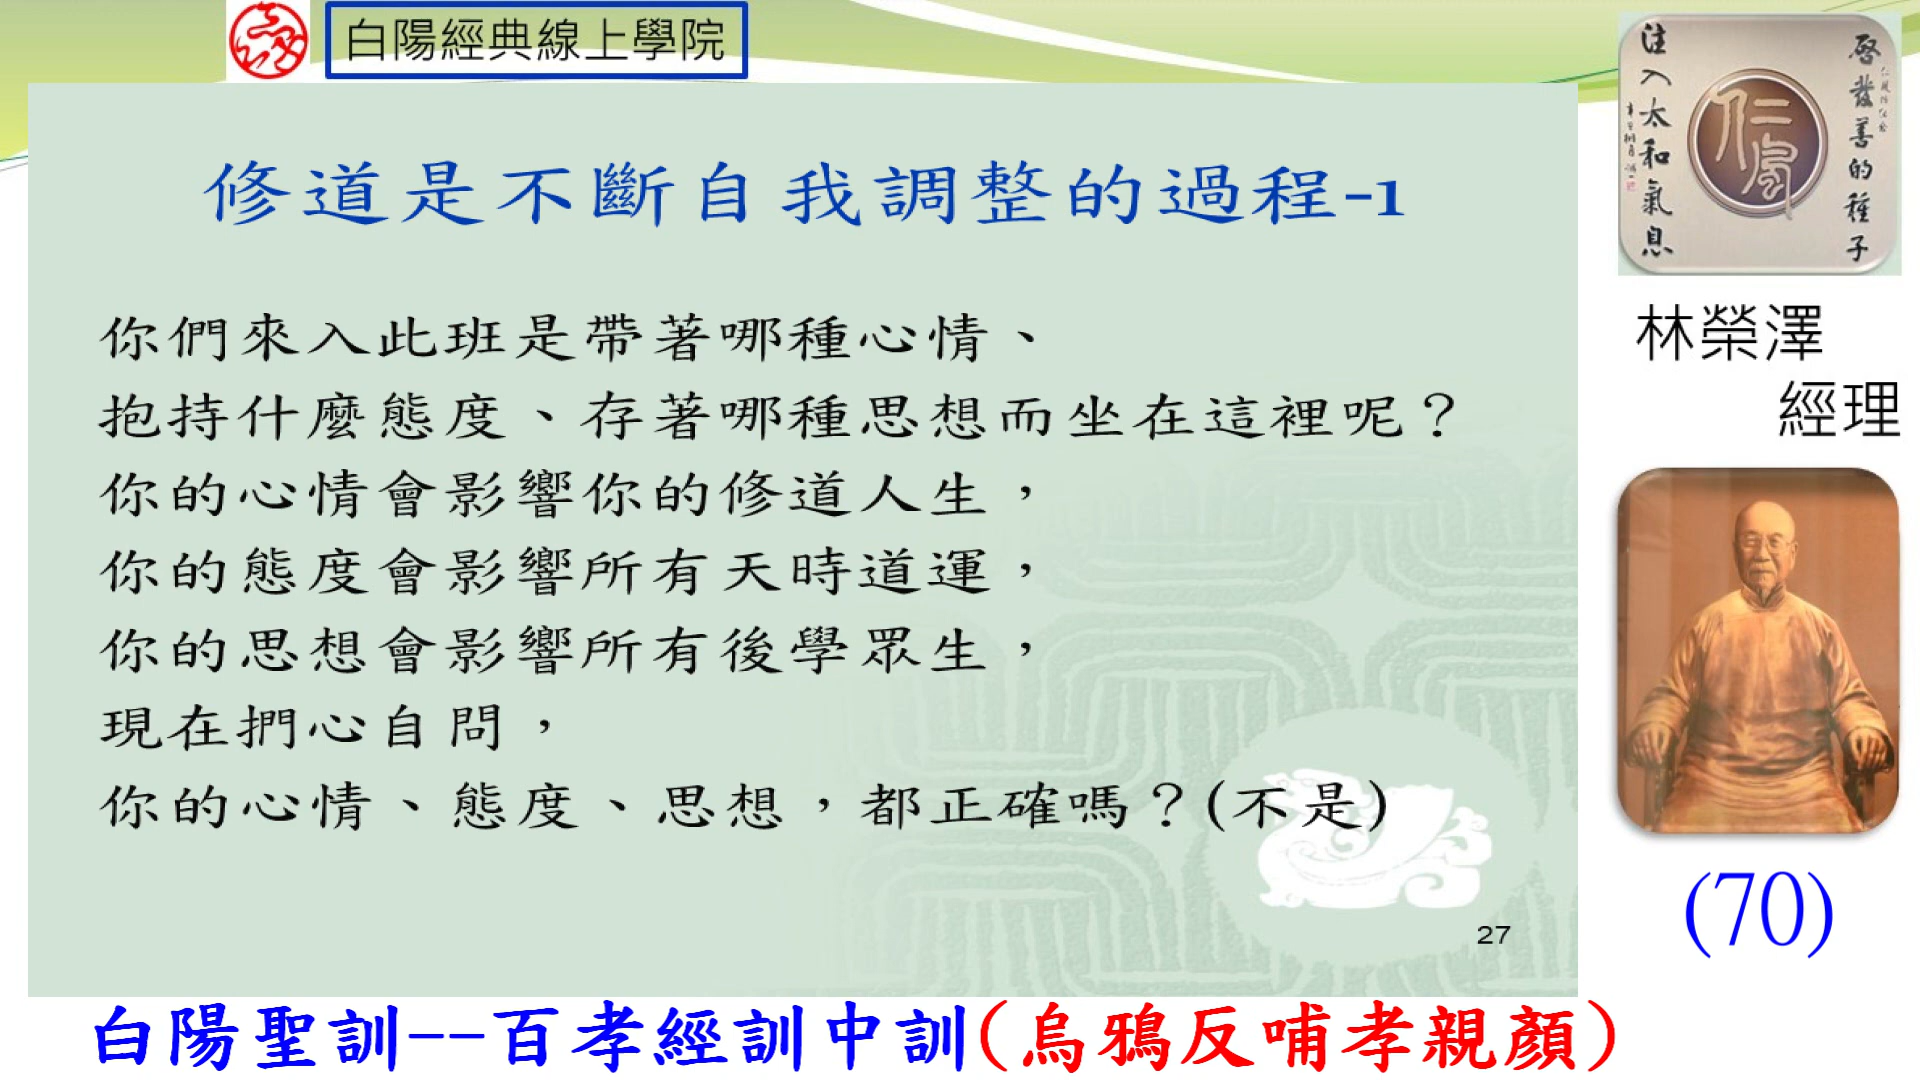 白陽經典線上學院
修道是不斷自我調整的過程-1
你們來入此班是帶著哪種心情、
抱持什麼態度、存著哪種思想而坐在這裡呢？
你的心情會影響你的修道人生，
你的態度會影響所有天時道運，
你的思想會影響所有後學眾生，
現在捫心自問，
你的心情、態度、思想，都正確嗎？(不是)
27
啓發善的種子
仁風
注入太和氣息
林榮澤
經理
(70)
白陽聖訓--百孝經訓中訓(烏鴉反哺孝親顏)